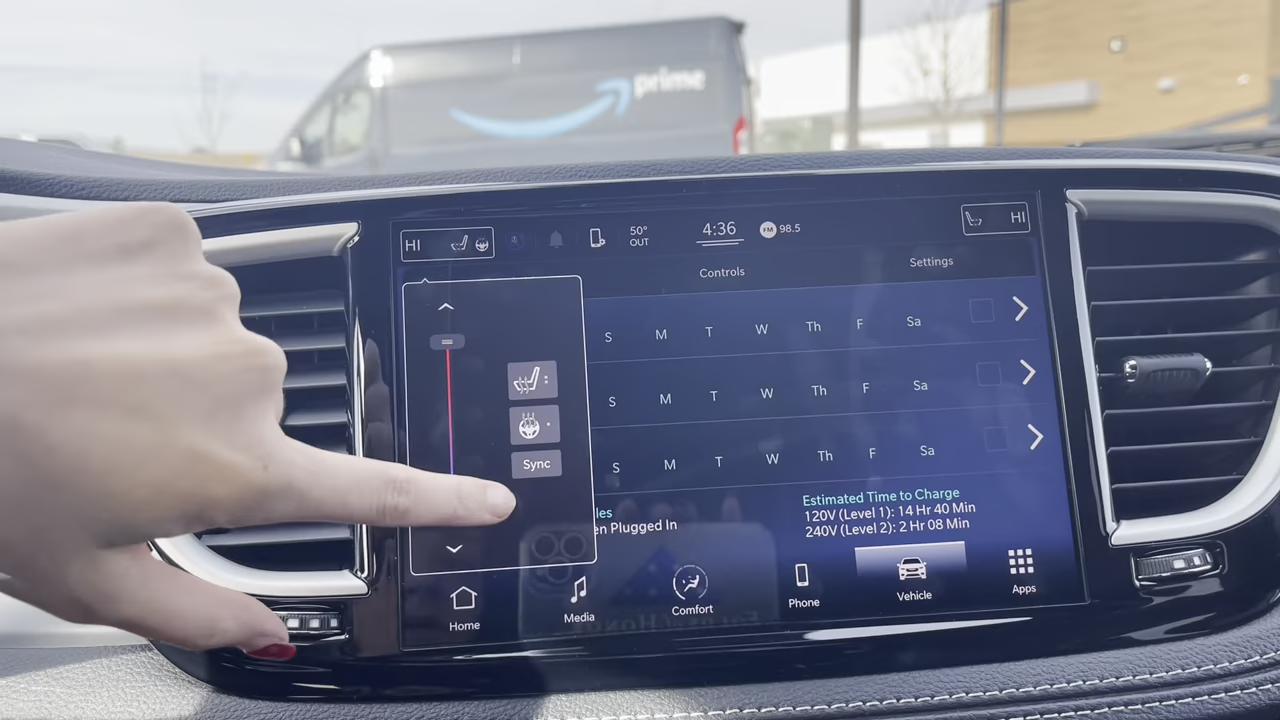 prime
HI
50°
OUT
4:36
FM 98.5
HI
Controls
Settings
S M T W Th F Sa
S M T W Th F Sa
Sync
S M T W Th F Sa
les
en Plugged In
Estimated Time to Charge
120V (Level 1): 14 Hr 40 Min
240V (Level 2): 2 Hr 08 Min
Home
Media
Comfort
Phone
Vehicle
Apps